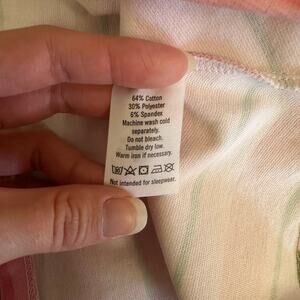 64% Cotton
30% Polyester
6% Spandex
Machine wash cold
separately.
Do not bleach.
Tumble dry low.
Warm iron if necessary.
Not intended for sleepwear.